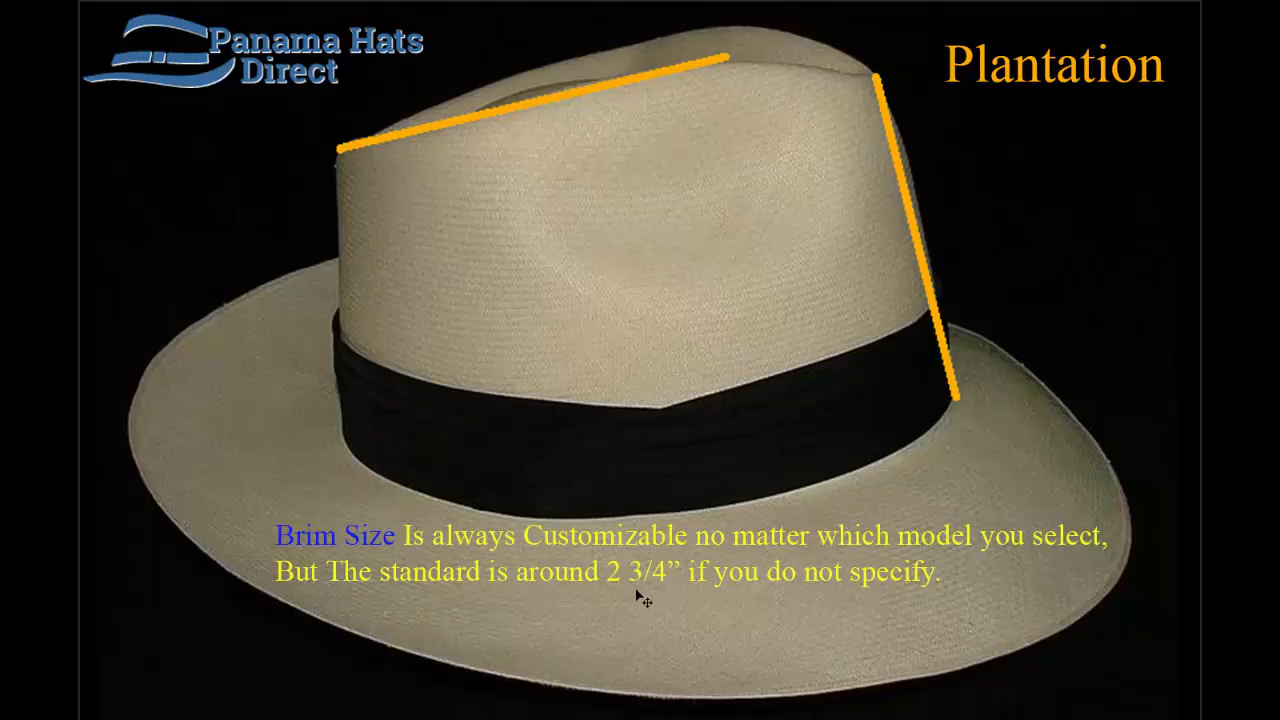 Panama Hats
Direct
Plantation
Brim Size Is always Customizable no matter which model you select,
But The standard is around 2 3/4” if you do not specify.